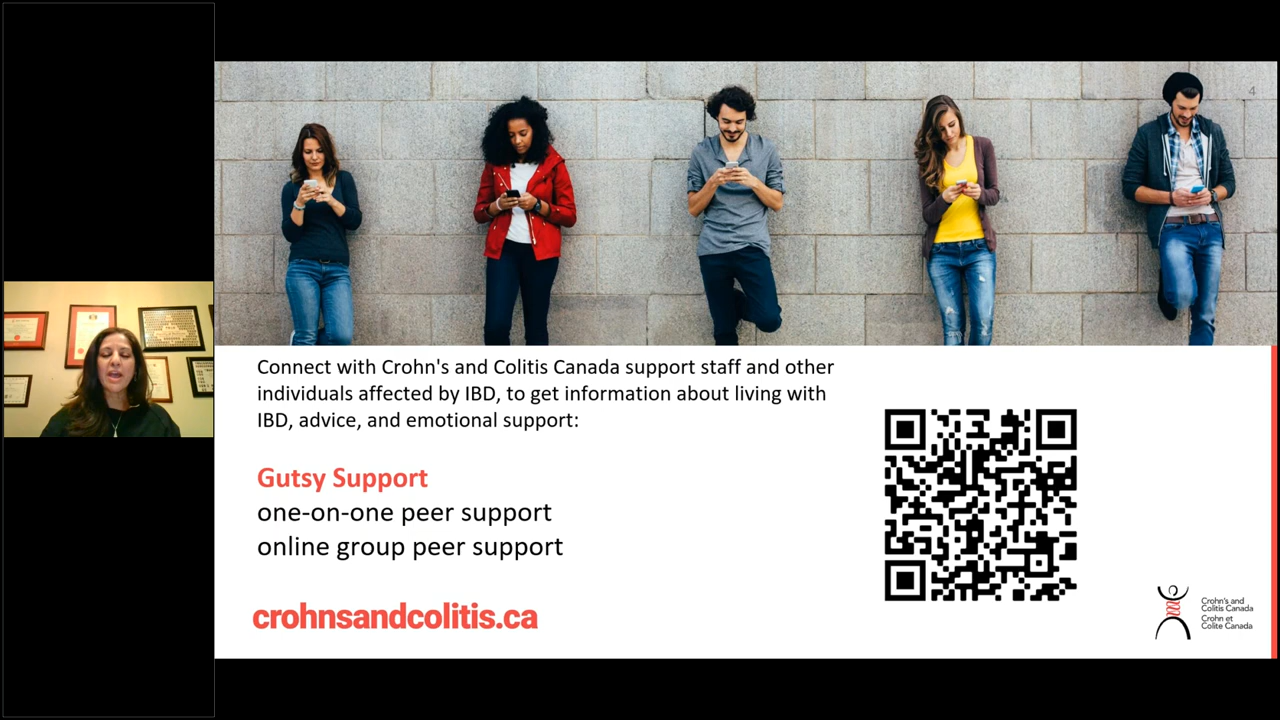 4
Connect with Crohn's and Colitis Canada support staff and other
individuals affected by IBD, to get information about living with
IBD, advice, and emotional support:
Gutsy Support
one-on-one peer support
online group peer support
crohnsandcolitis.ca
Crohn's and
Colitis Canada
Crohn et
Colite Canada